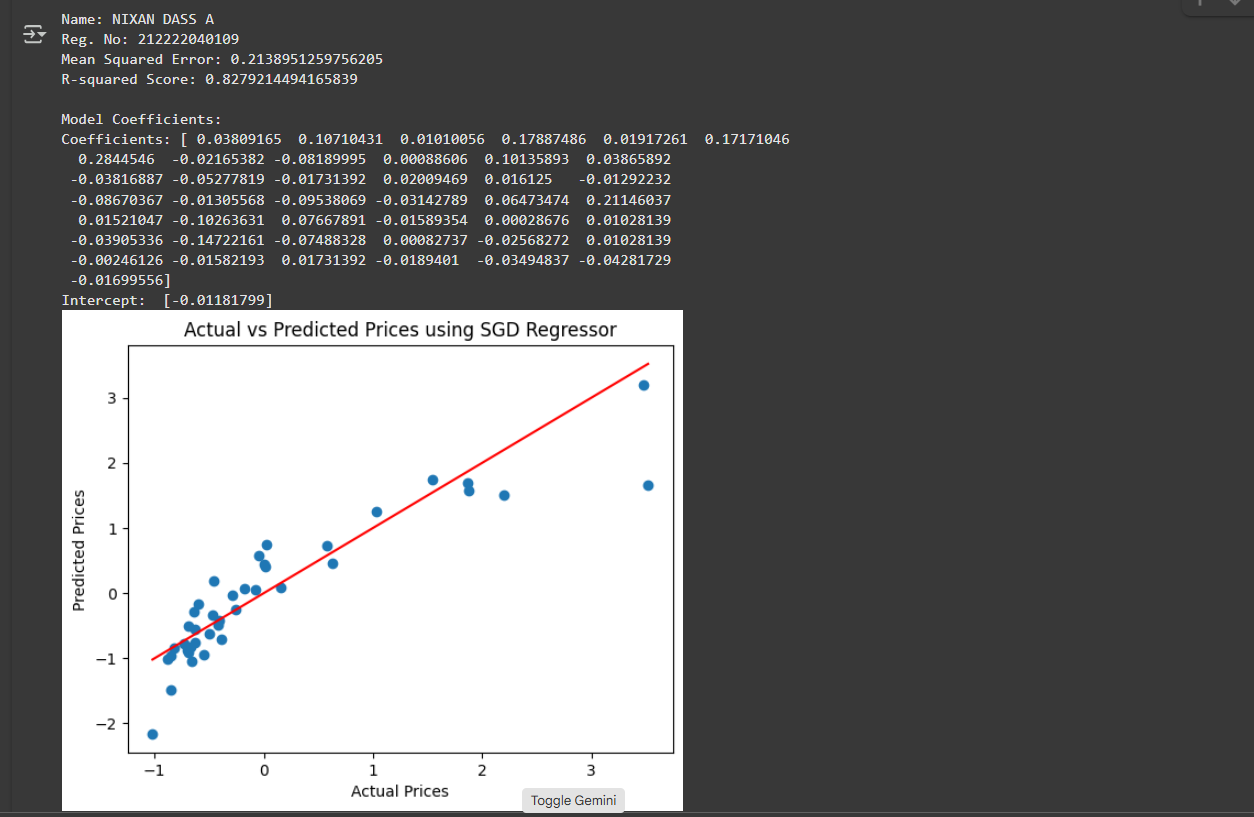 Name: NIXAN DASS A
Reg. No: 212222040109
Mean Squared Error: 0.2138951259756205
R-squared Score: 0.8279214494165839
Model Coefficients:
Coefficients: [ 0.03809165  0.10710431  0.01010056  0.17887486  0.01917261  0.17171046
0.2844546  -0.02165382 -0.08189995  0.00088606  0.10135893  0.03865892
-0.03816887 -0.05277819 -0.01731392  0.02009469  0.016125   -0.01292232
-0.08670367 -0.01305568 -0.09538069 -0.03142789  0.06473474  0.21146037
0.01521047 -0.10263631  0.07667891 -0.01589354  0.00028676  0.01028139
-0.03905336 -0.14722161 -0.07488328  0.00082737 -0.02568272  0.01028139
-0.00246126 -0.01582193  0.01731392 -0.0189401  -0.03494837 -0.04281729
-0.01699556]
Intercept:  [-0.01181799]
Actual vs Predicted Prices using SGD Regressor
3
2
1
0
−1
−2
Predicted Prices
−1 0 1 2 3
Actual Prices
Toggle Gemini